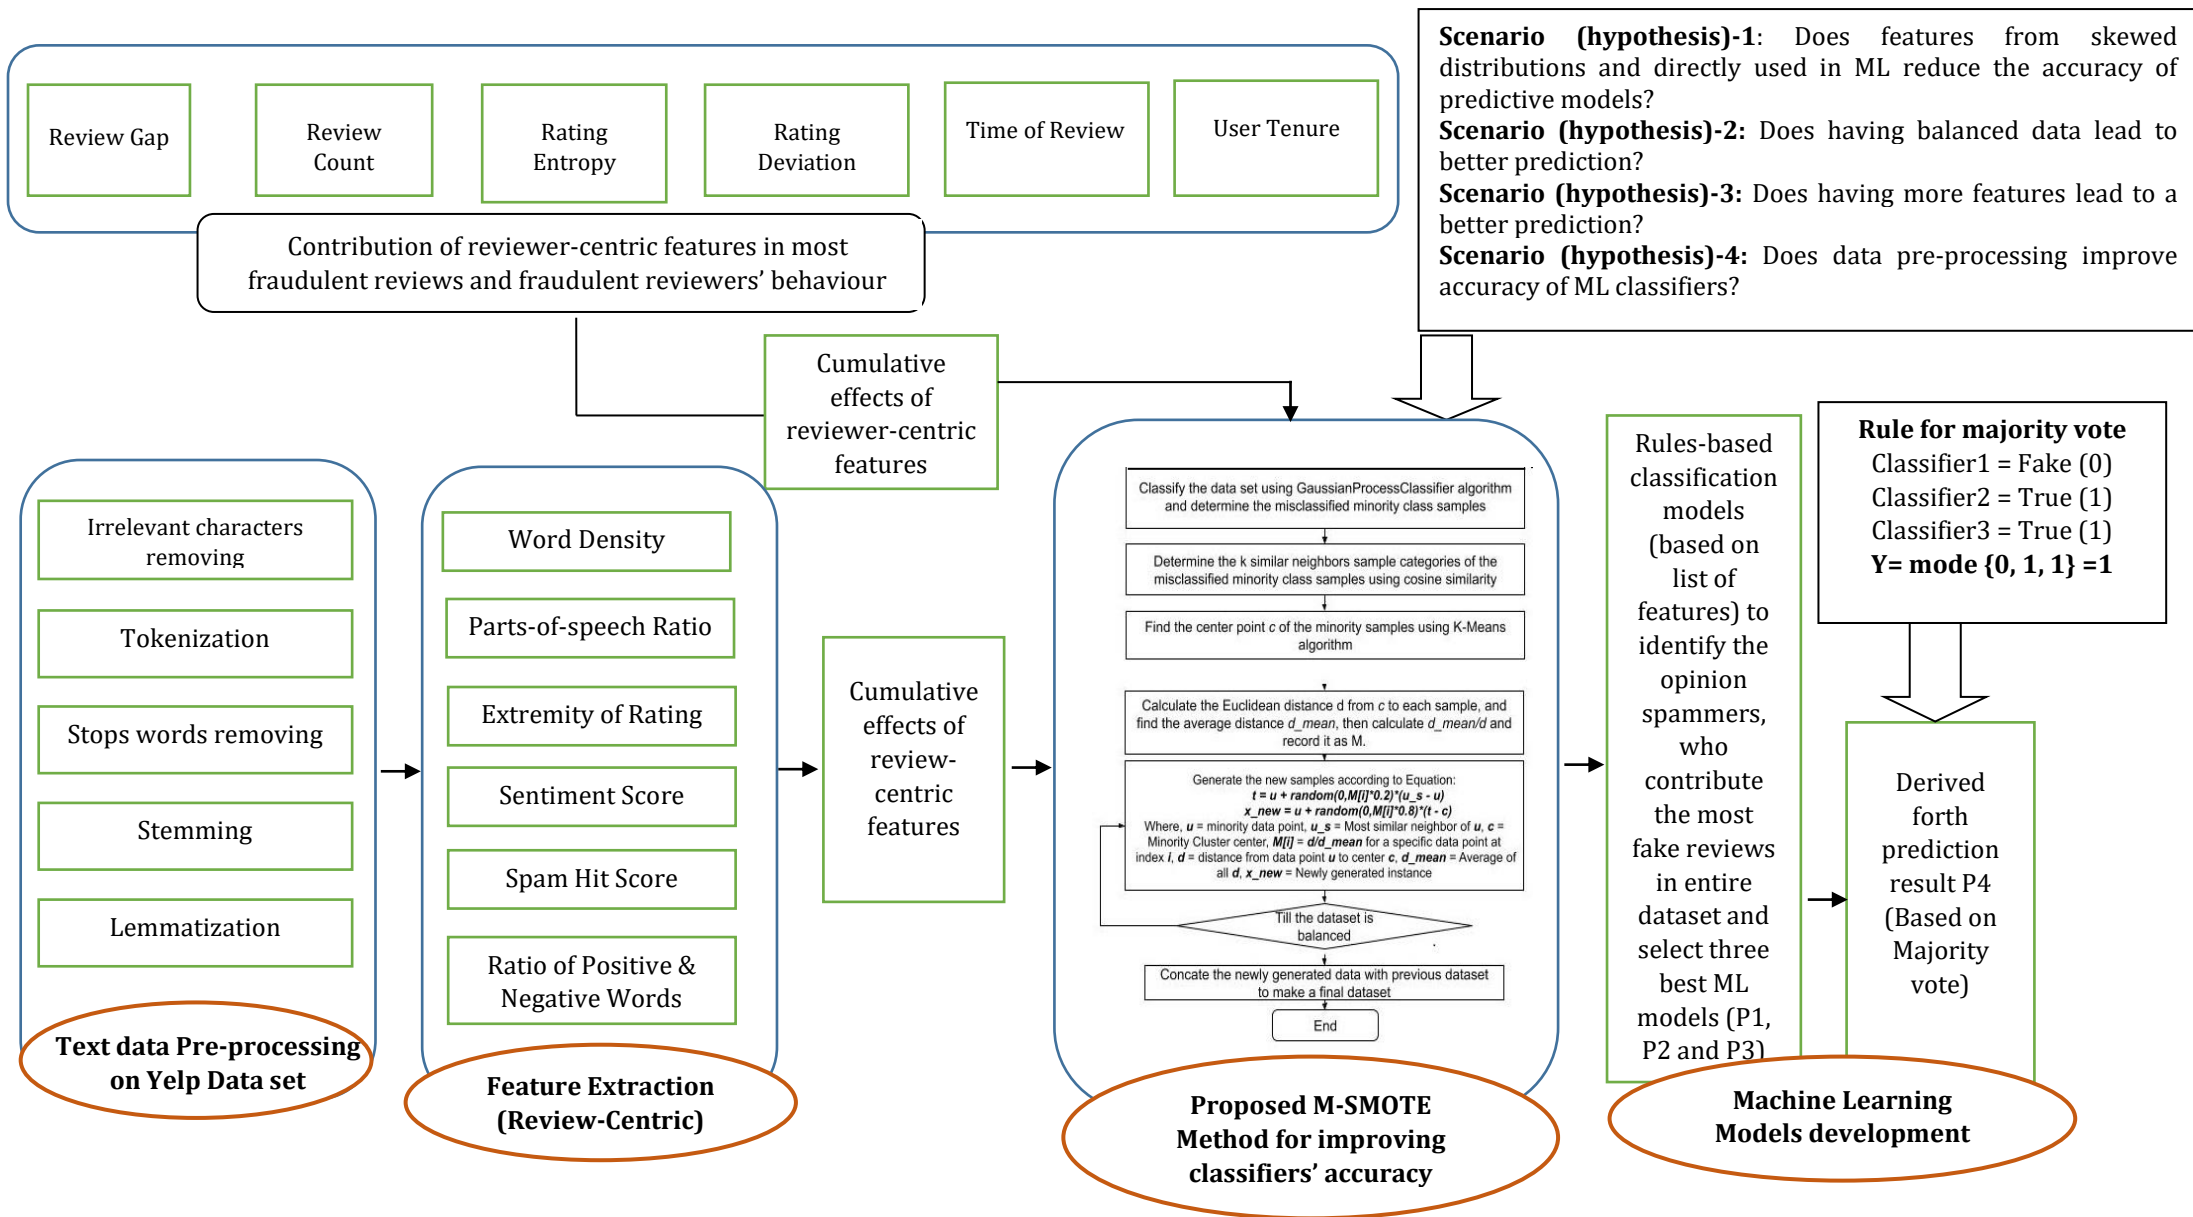 Review Gap
Review
Count
Rating
Entropy
Rating
Deviation
Time of Review
User Tenure
Contribution of reviewer-centric features in most
fraudulent reviews and fraudulent reviewers’ behaviour
Scenario (hypothesis)-1: Does features from skewed
distributions and directly used in ML reduce the accuracy of
predictive models?
Scenario (hypothesis)-2: Does having balanced data lead to
better prediction?
Scenario (hypothesis)-3: Does having more features lead to a
better prediction?
Scenario (hypothesis)-4: Does data pre-processing improve
accuracy of ML classifiers?
Cumulative
effects of
reviewer-centric
features
Irrelevant characters
removing
Tokenization
Stops words removing
Stemming
Lemmatization
Text data Pre-processing
on Yelp Data set
Word Density
Parts-of-speech Ratio
Extremity of Rating
Sentiment Score
Spam Hit Score
Ratio of Positive &
Negative Words
Feature Extraction
(Review-Centric)
Cumulative
effects of
review-
centric
features
Classify the data set using GaussianProcessClassifier algorithm
and determine the misclassified minority class samples
Determine the k similar neighbors sample categories of the
misclassified minority class samples using cosine similarity
Find the center point c of the minority samples using K-Means
algorithm
Calculate the Euclidean distance d from c to each sample, and
find the average distance d_mean, then calculate d_mean/d and
record it as M.
Generate the new samples according to Equation:
t = u + random(0,M[i]*0.2)*(u_s - u)
x_new = u + random(0,M[i]*0.8)*(t - c)
Where, u = minority data point, u_s = Most similar neighbor of u, c =
Minority Cluster center, M[i] = d/d_mean for a specific data point at
index i, d = distance from data point u to center c, d_mean = Average of
all d, x_new = Newly generated instance
Till the dataset is
balanced
Concate the newly generated data with previous dataset
to make a final dataset
End
Proposed M-SMOTE
Method for improving
classifiers’ accuracy
Rules-based
classification
models
(based on
list of
features) to
identify the
opinion
spammers,
who
contribute
the most
fake reviews
in entire
dataset and
select three
best ML
models (P1,
P2 and P3)
Rule for majority vote
Classifier1 = Fake (0)
Classifier2 = True (1)
Classifier3 = True (1)
Y= mode {0, 1, 1} =1
Derived
forth
prediction
result P4
(Based on
Majority
vote)
Machine Learning
Models development